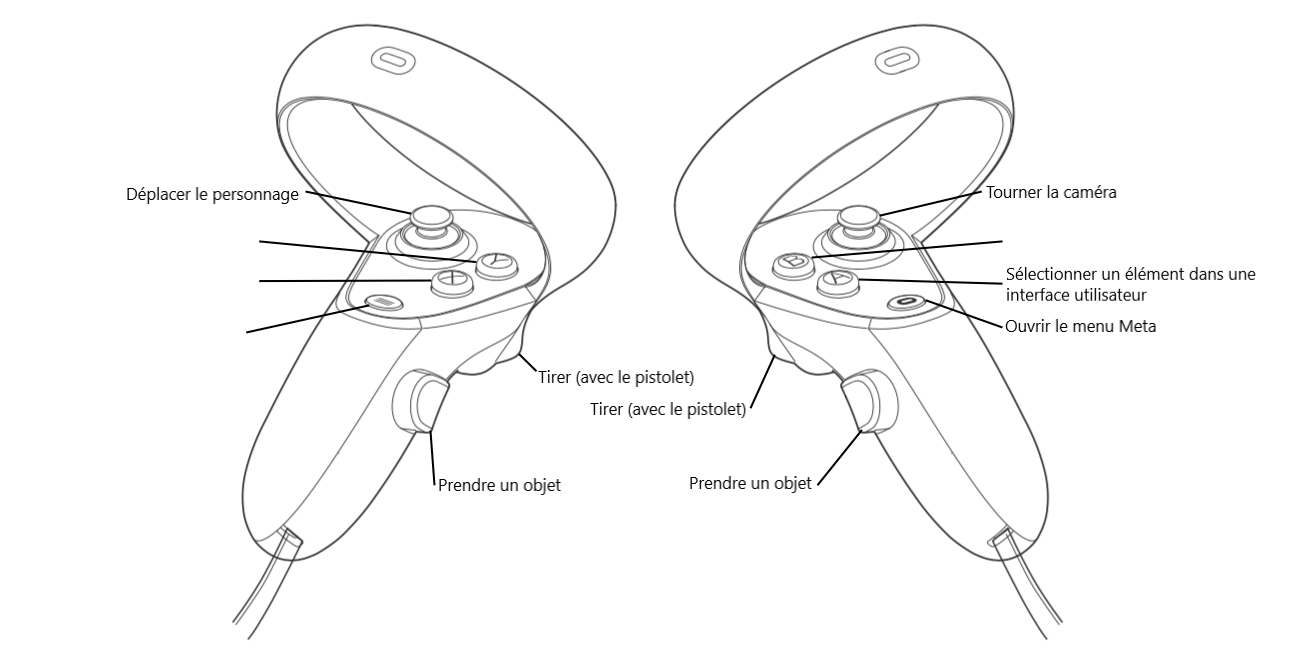 Déplacer le personnage
Tourner la caméra
Y
X
B
A
Sélectionner un élément dans une
interface utilisateur
Ouvrir le menu Meta
Tirer (avec le pistolet)
Tirer (avec le pistolet)
Prendre un objet
Prendre un objet